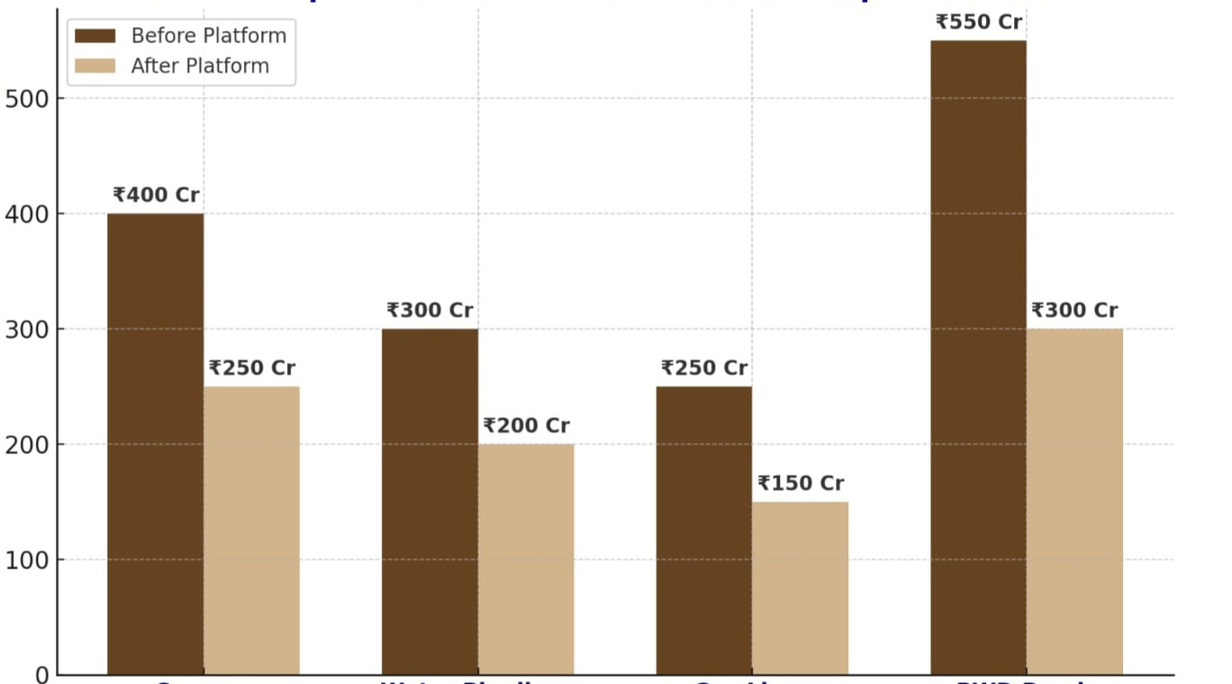 ₹550 Cr
Before Platform
After Platform
500
₹400 Cr
400
₹300 Cr
₹300 Cr
300
₹250 Cr
₹250 Cr
₹200 Cr
200
₹150 Cr
100
0